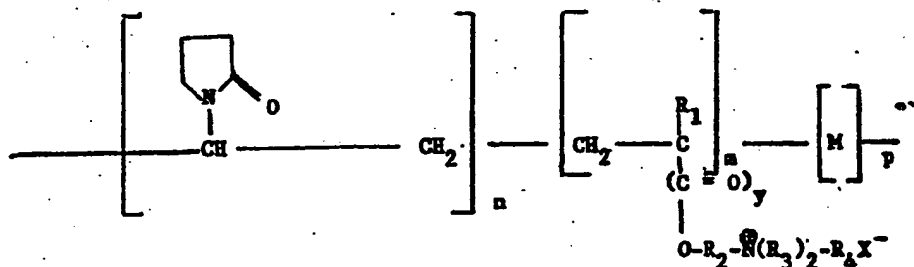 N
O
CH
CH2
n
CH2
R1
C
m
(C = O)y
O-R2-N⊕(R3)2-R4X−
M
p